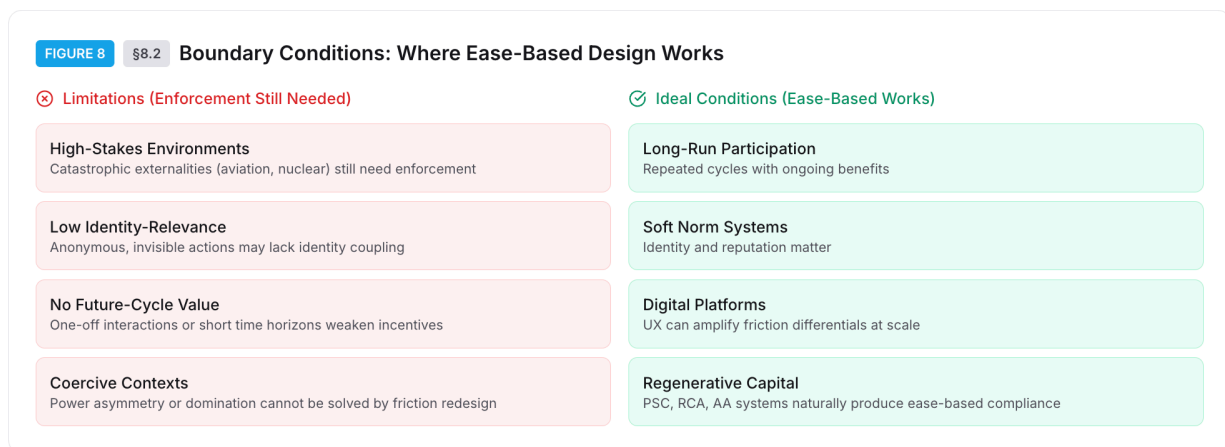 FIGURE 8 §8.2 Boundary Conditions: Where Ease-Based Design Works
Limitations (Enforcement Still Needed)
High-Stakes Environments
Catastrophic externalities (aviation, nuclear) still need enforcement
Low Identity-Relevance
Anonymous, invisible actions may lack identity coupling
No Future-Cycle Value
One-off interactions or short time horizons weaken incentives
Coercive Contexts
Power asymmetry or domination cannot be solved by friction redesign
Ideal Conditions (Ease-Based Works)
Long-Run Participation
Repeated cycles with ongoing benefits
Soft Norm Systems
Identity and reputation matter
Digital Platforms
UX can amplify friction differentials at scale
Regenerative Capital
PSC, RCA, AA systems naturally produce ease-based compliance